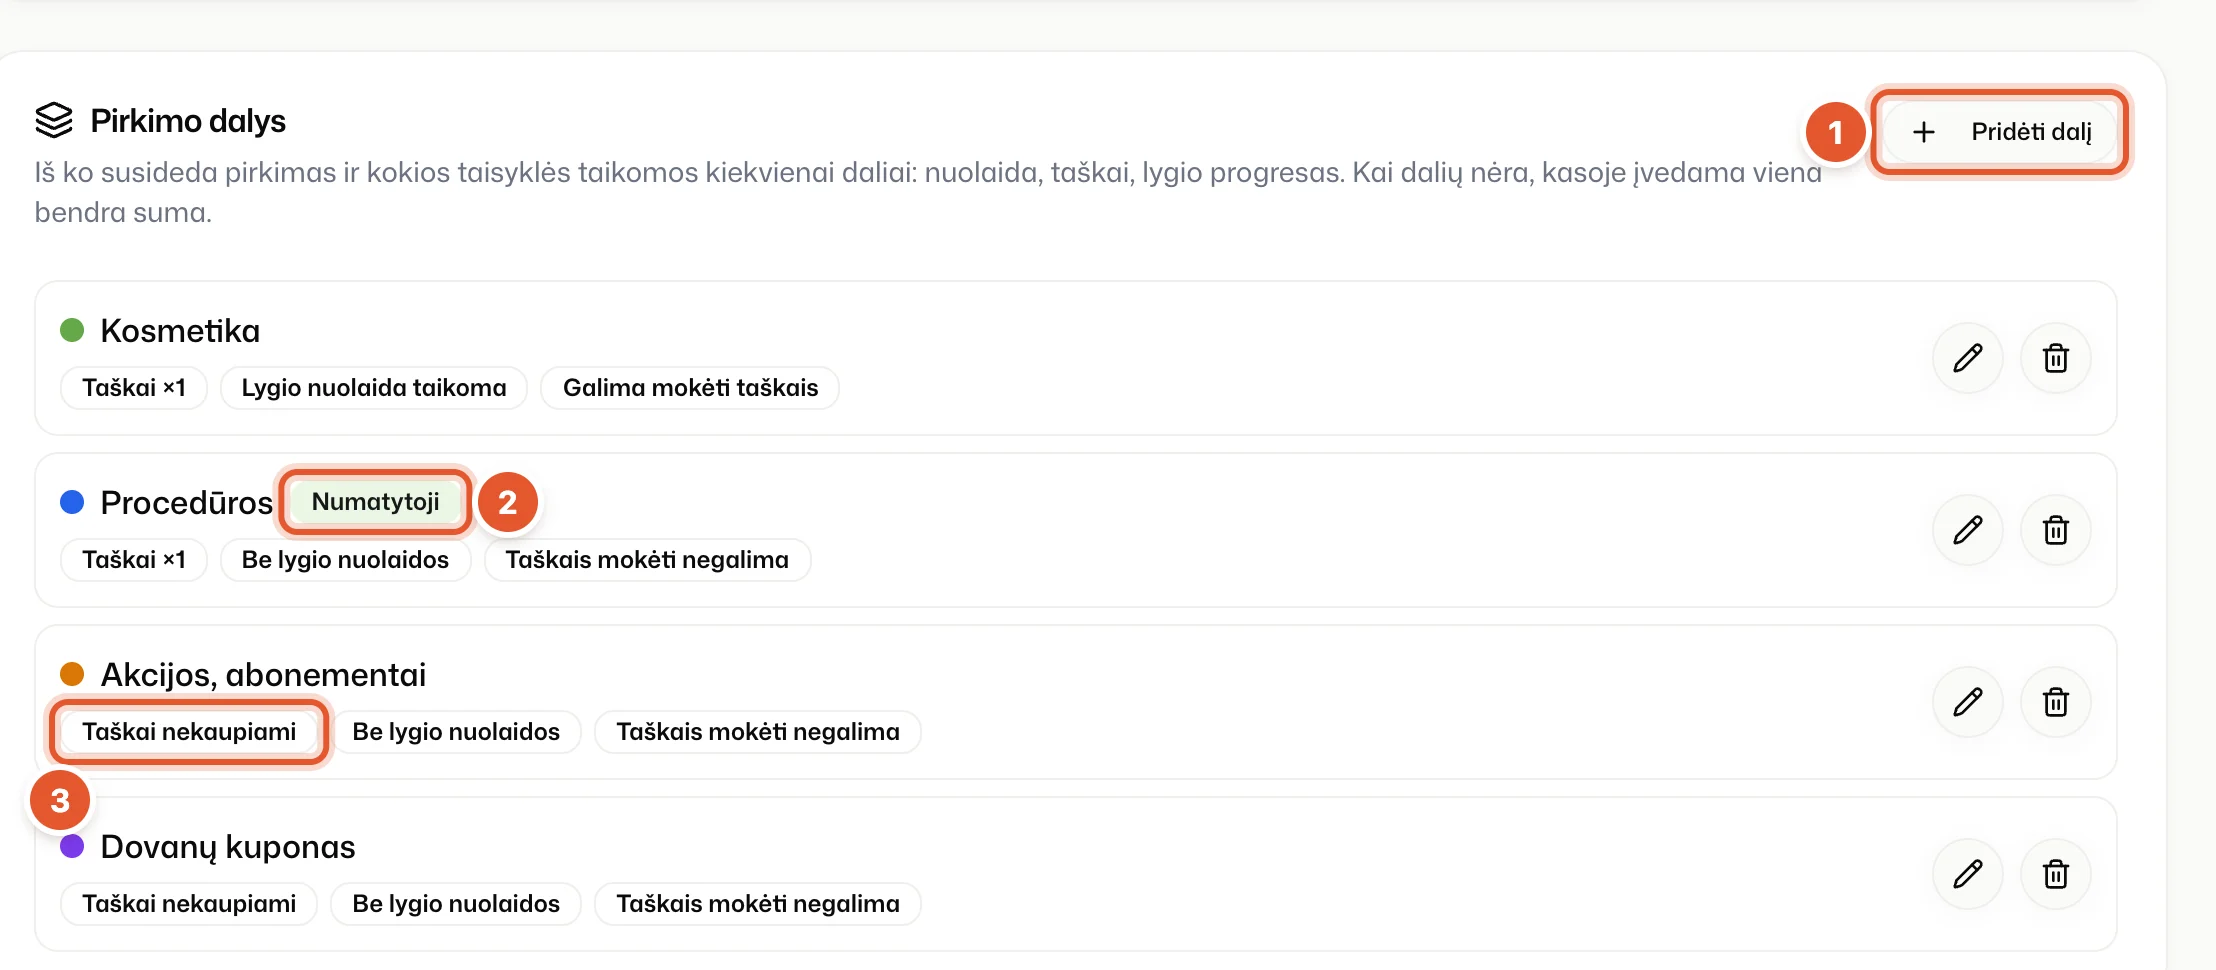 Pirkimo dalys
1
+ Pridėti dalį
Iš ko susideda pirkimas ir kokios taisyklės taikomos kiekvienai daliai: nuolaida, taškai, lygio progresas. Kai dalių nėra, kasoje įvedama viena
bendra suma.
Kosmetika
Taškai ×1 Lygio nuolaida taikoma Galima mokėti taškais
Procedūros Numatytoji 2
Taškai ×1 Be lygio nuolaidos Taškais mokėti negalima
Akcijos, abonementai
Taškai nekaupiami Be lygio nuolaidos Taškais mokėti negalima
3
Dovanų kuponas
Taškai nekaupiami Be lygio nuolaidos Taškais mokėti negalima